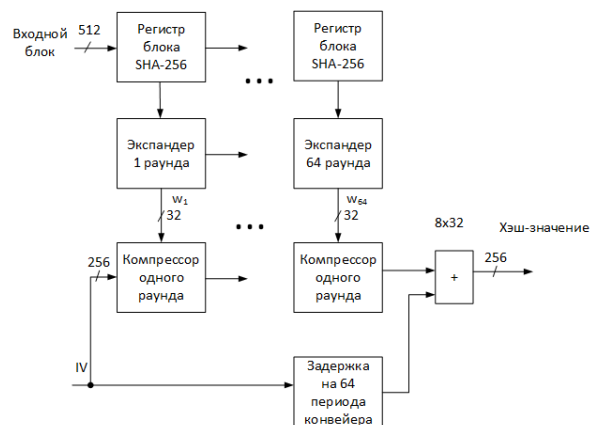 Входной
блок
512
Регистр
блока
SHA-256
...
Регистр
блока
SHA-256
Экспандер
1 раунда
Экспандер
64 раунда
w1
32
...
w64
32
256
Компрессор
одного
раунда
Компрессор
одного
раунда
8x32
+
Хэш-значение
256
IV
Задержка
на 64
периода
конвейера